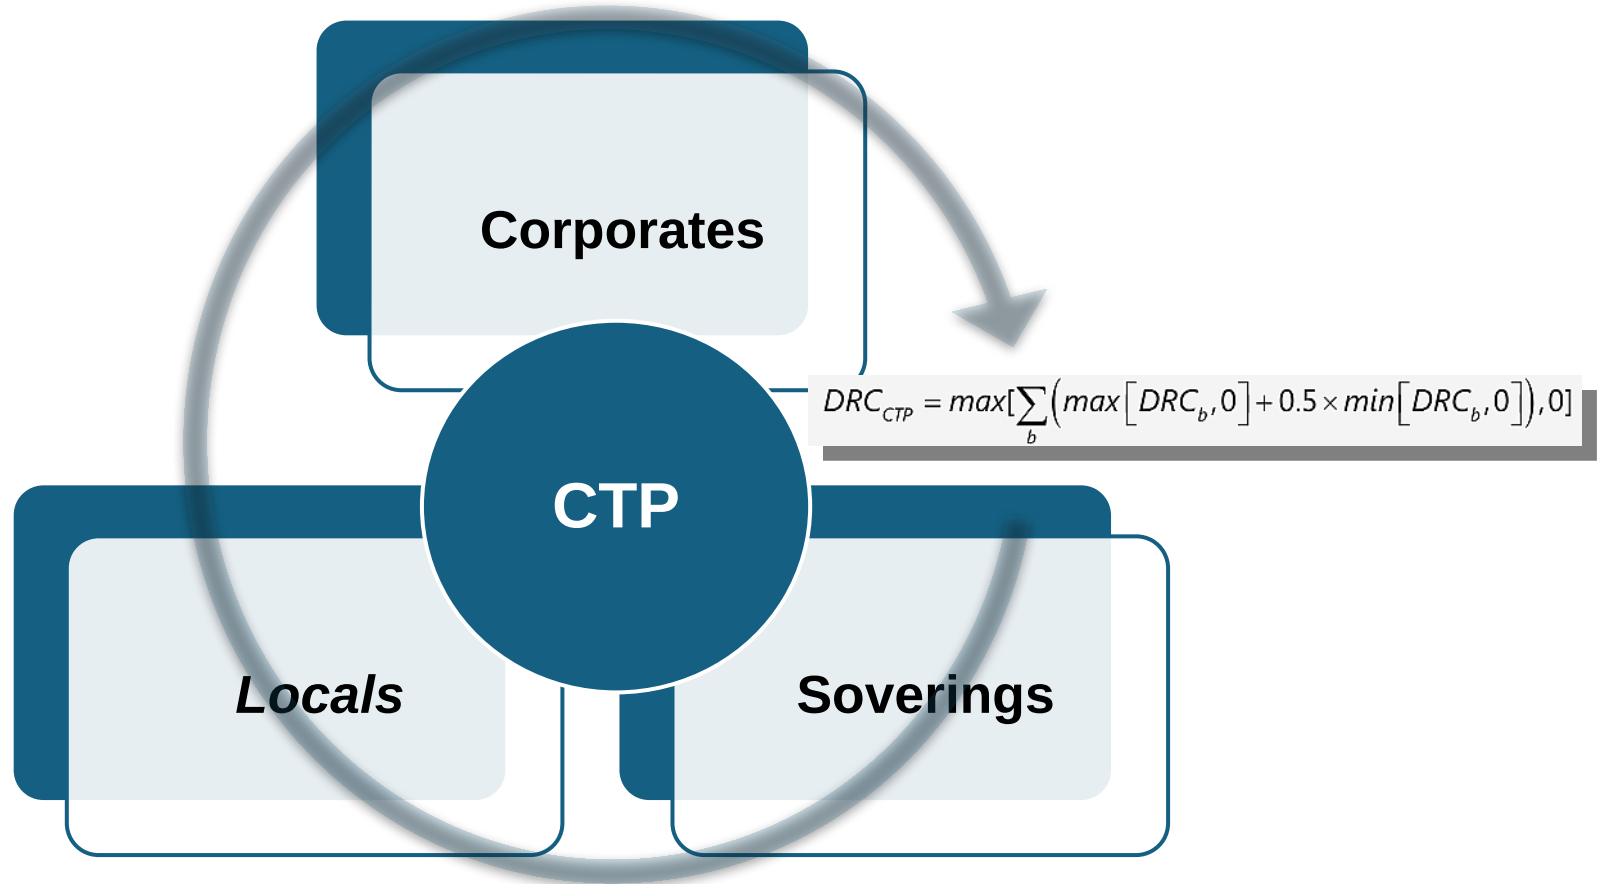 Corporates
DRC_CTP = max[∑_b(max[DRC_b,0]+0.5×min[DRC_b,0]),0]
CTP
Locals
Soverings